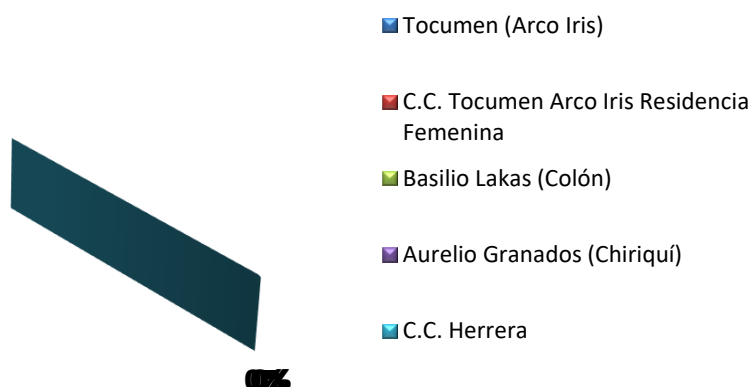 Tocumen (Arco Iris)
C.C. Tocumen Arco Iris Residencia
Femenina
Basilio Lakas (Colón)
Aurelio Granados (Chiriquí)
C.C. Herrera